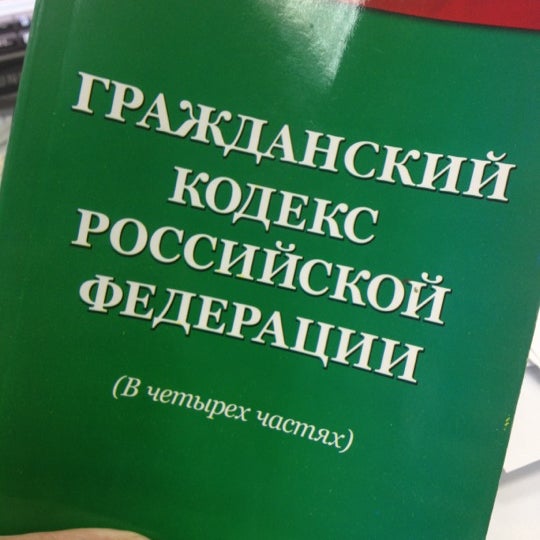 ГРАЖДАНСКИЙ
КОДЕКС
РОССИЙСКОЙ
ФЕДЕРАЦИИ
(В четырех частях)